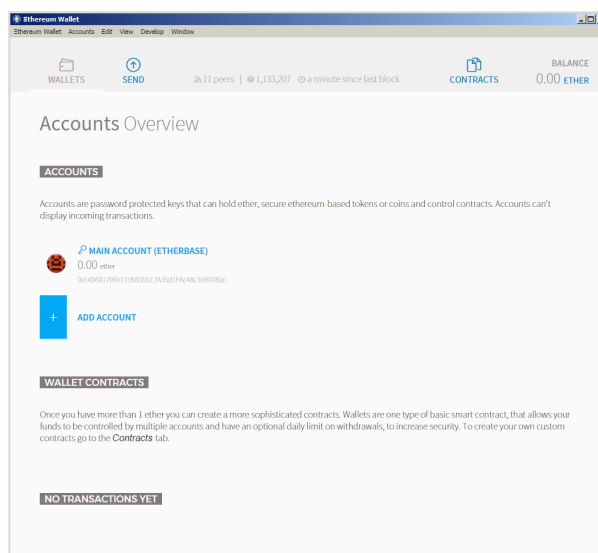 Ethereum Wallet
Ethereum Wallet Accounts Edit View Develop Window
WALLETS
SEND
11 peers | 1,133,207 a minute since last block
CONTRACTS
BALANCE
0.00 ETHER
Accounts Overview
ACCOUNTS
Accounts are password protected keys that can hold ether, secure ethereum-based tokens or coins and control contracts. Accounts can't
display incoming transactions.
MAIN ACCOUNT (ETHERBASE)
0.00 ether
+ ADD ACCOUNT
WALLET CONTRACTS
Once you have more than 1 ether you can create a more sophisticated contracts. Wallets are one type of basic smart contract, that allows your
funds to be controlled by multiple accounts and have an optional daily limit on withdrawals, to increase security. To create your own custom
contracts go to the Contracts tab.
NO TRANSACTIONS YET